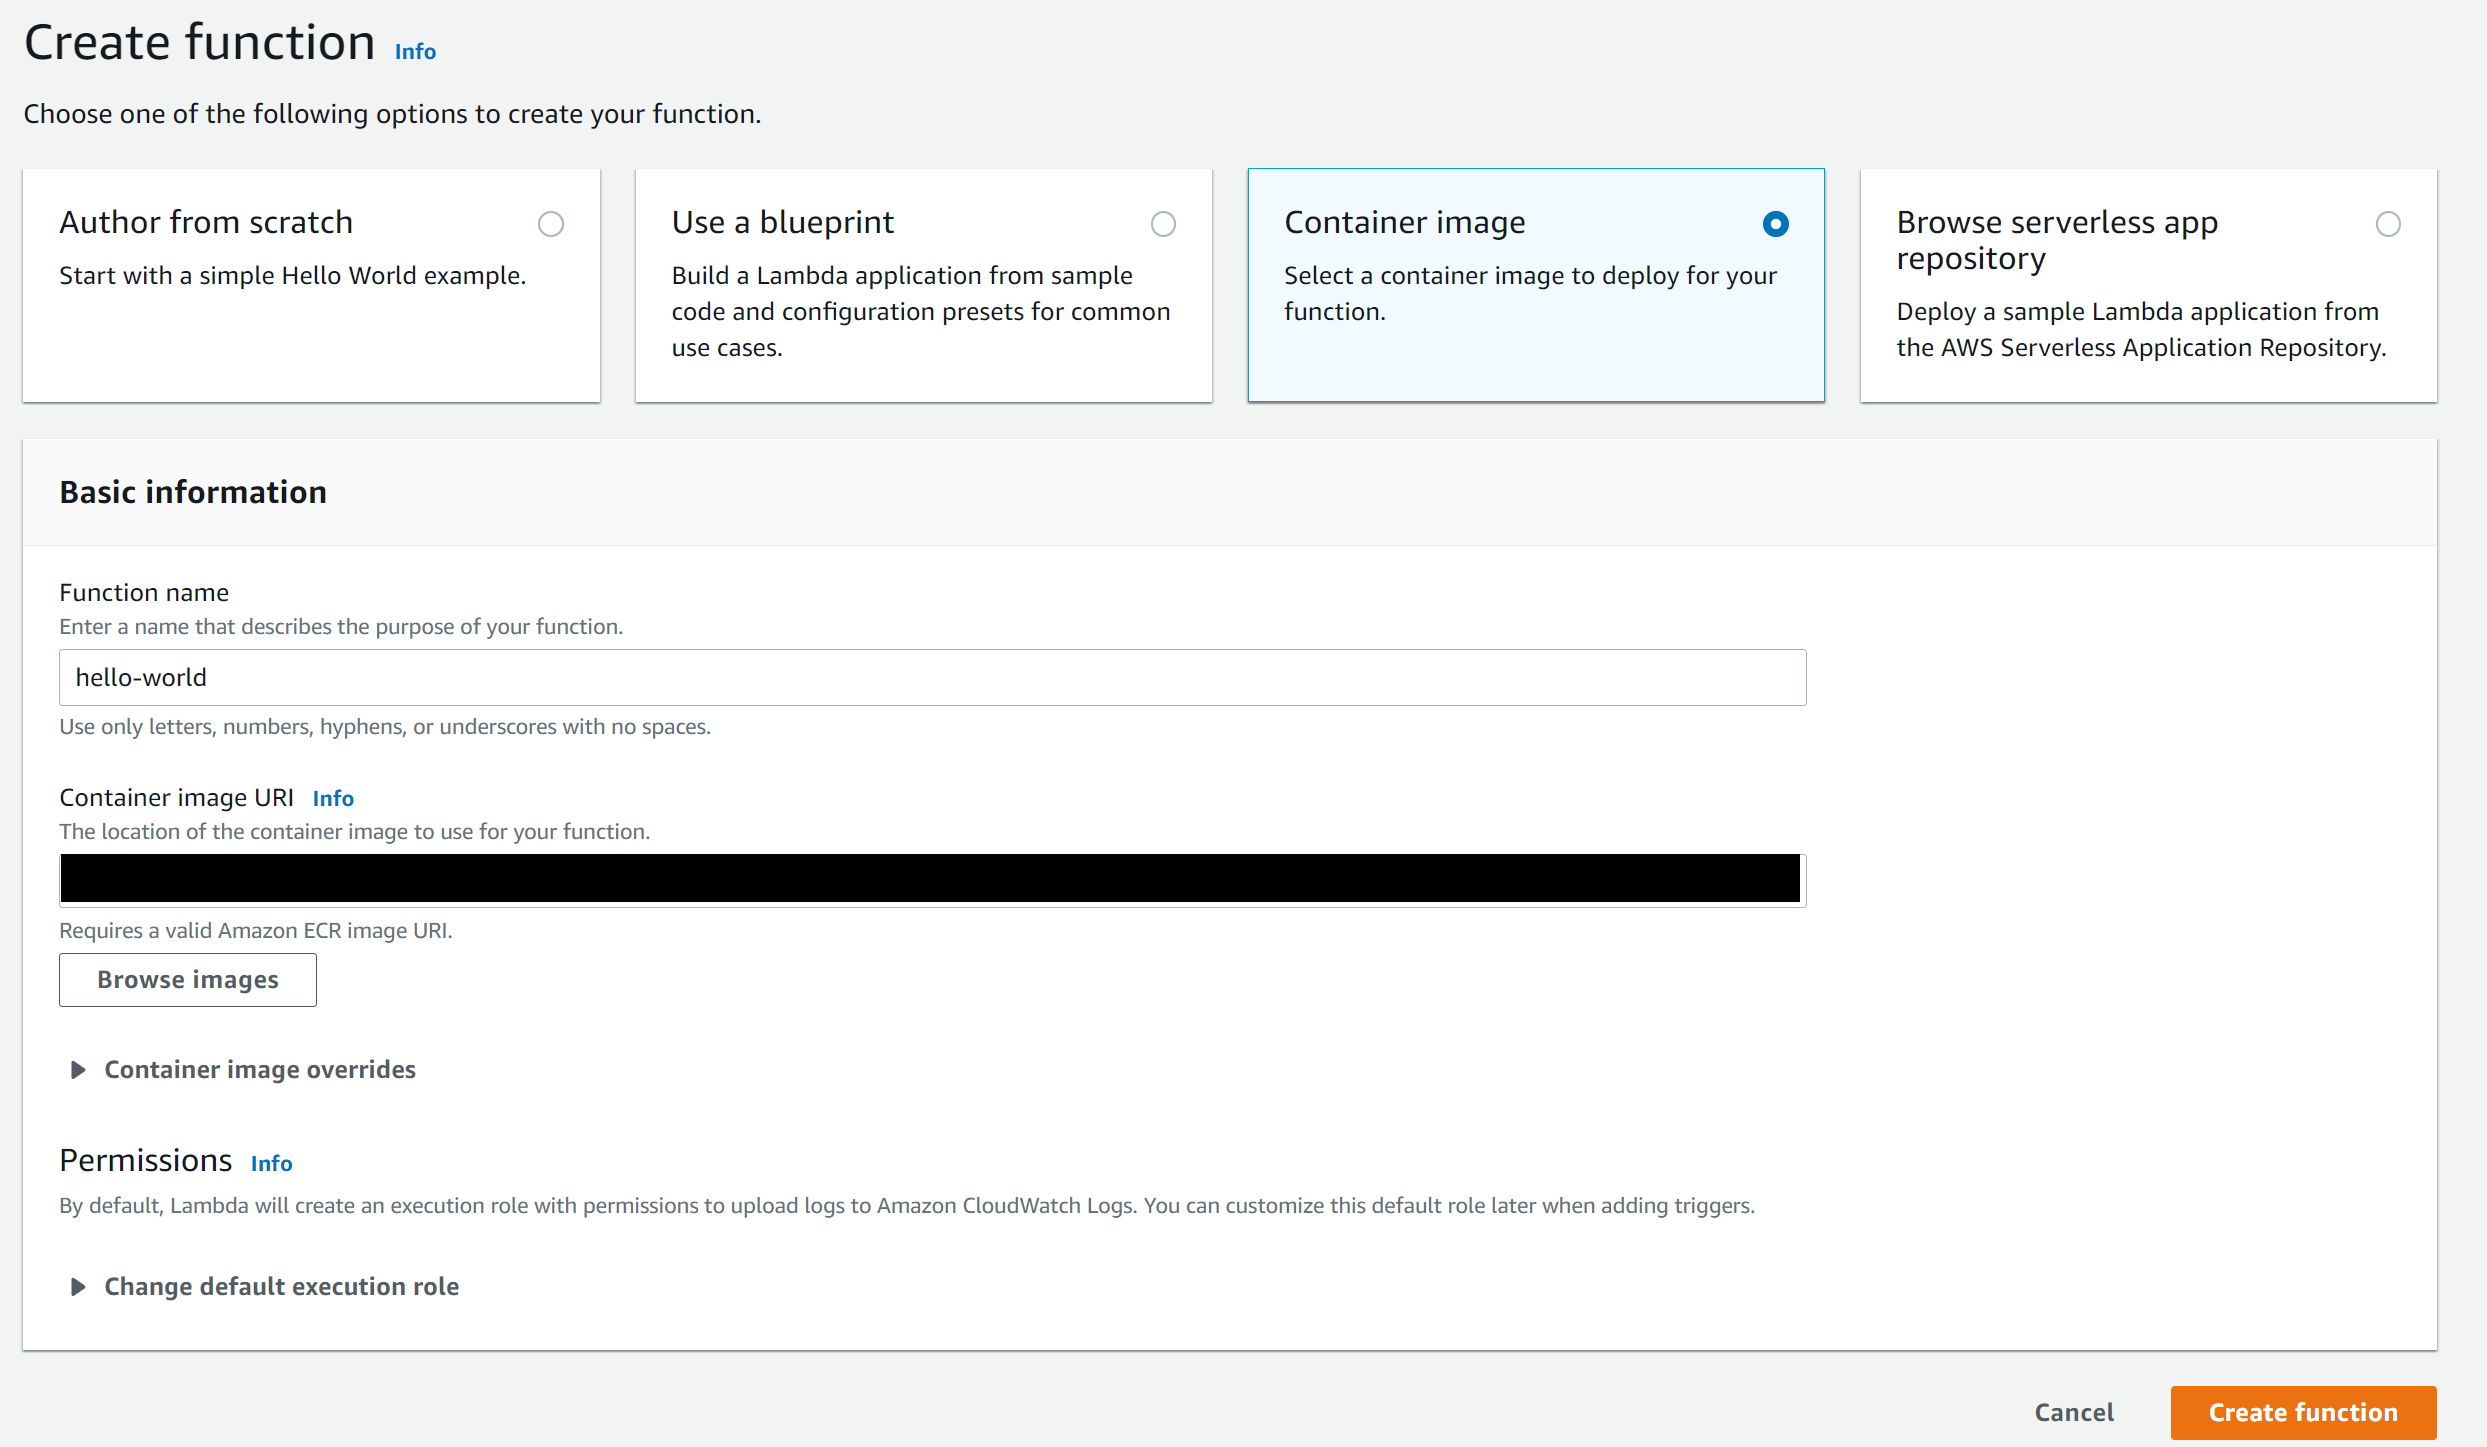 Create function Info
Choose one of the following options to create your function.
Author from scratch
Start with a simple Hello World example.
Use a blueprint
Build a Lambda application from sample
code and configuration presets for common
use cases.
Container image
Select a container image to deploy for your
function.
Browse serverless app
repository
Deploy a sample Lambda application from
the AWS Serverless Application Repository.
Basic information
Function name
Enter a name that describes the purpose of your function.
hello-world
Use only letters, numbers, hyphens, or underscores with no spaces.
Container image URI Info
The location of the container image to use for your function.
Requires a valid Amazon ECR image URI.
Browse images
Container image overrides
Permissions Info
By default, Lambda will create an execution role with permissions to upload logs to Amazon CloudWatch Logs. You can customize this default role later when adding triggers.
Change default execution role
Cancel
Create function